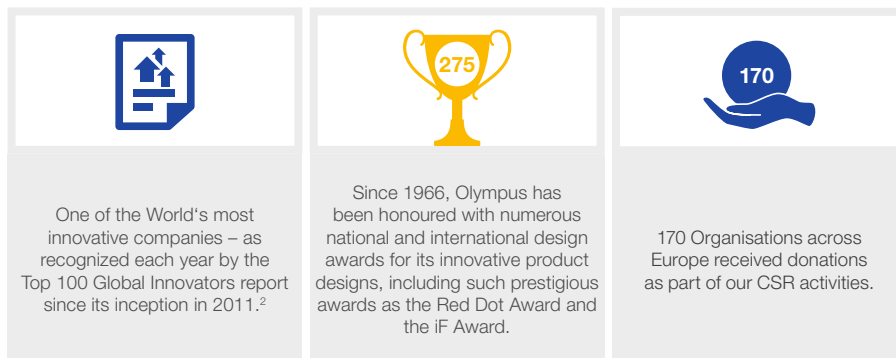 275
170
One of the World‘s most
innovative companies – as
recognized each year by the
Top 100 Global Innovators report
since its inception in 2011.²
Since 1966, Olympus has
been honoured with numerous
national and international design
awards for its innovative product
designs, including such prestigious
awards as the Red Dot Award and
the iF Award.
170 Organisations across
Europe received donations
as part of our CSR activities.